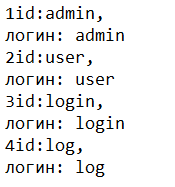 1id:admin,
логин: admin
2id:user,
логин: user
3id:login,
логин: login
4id:log,
логин: log